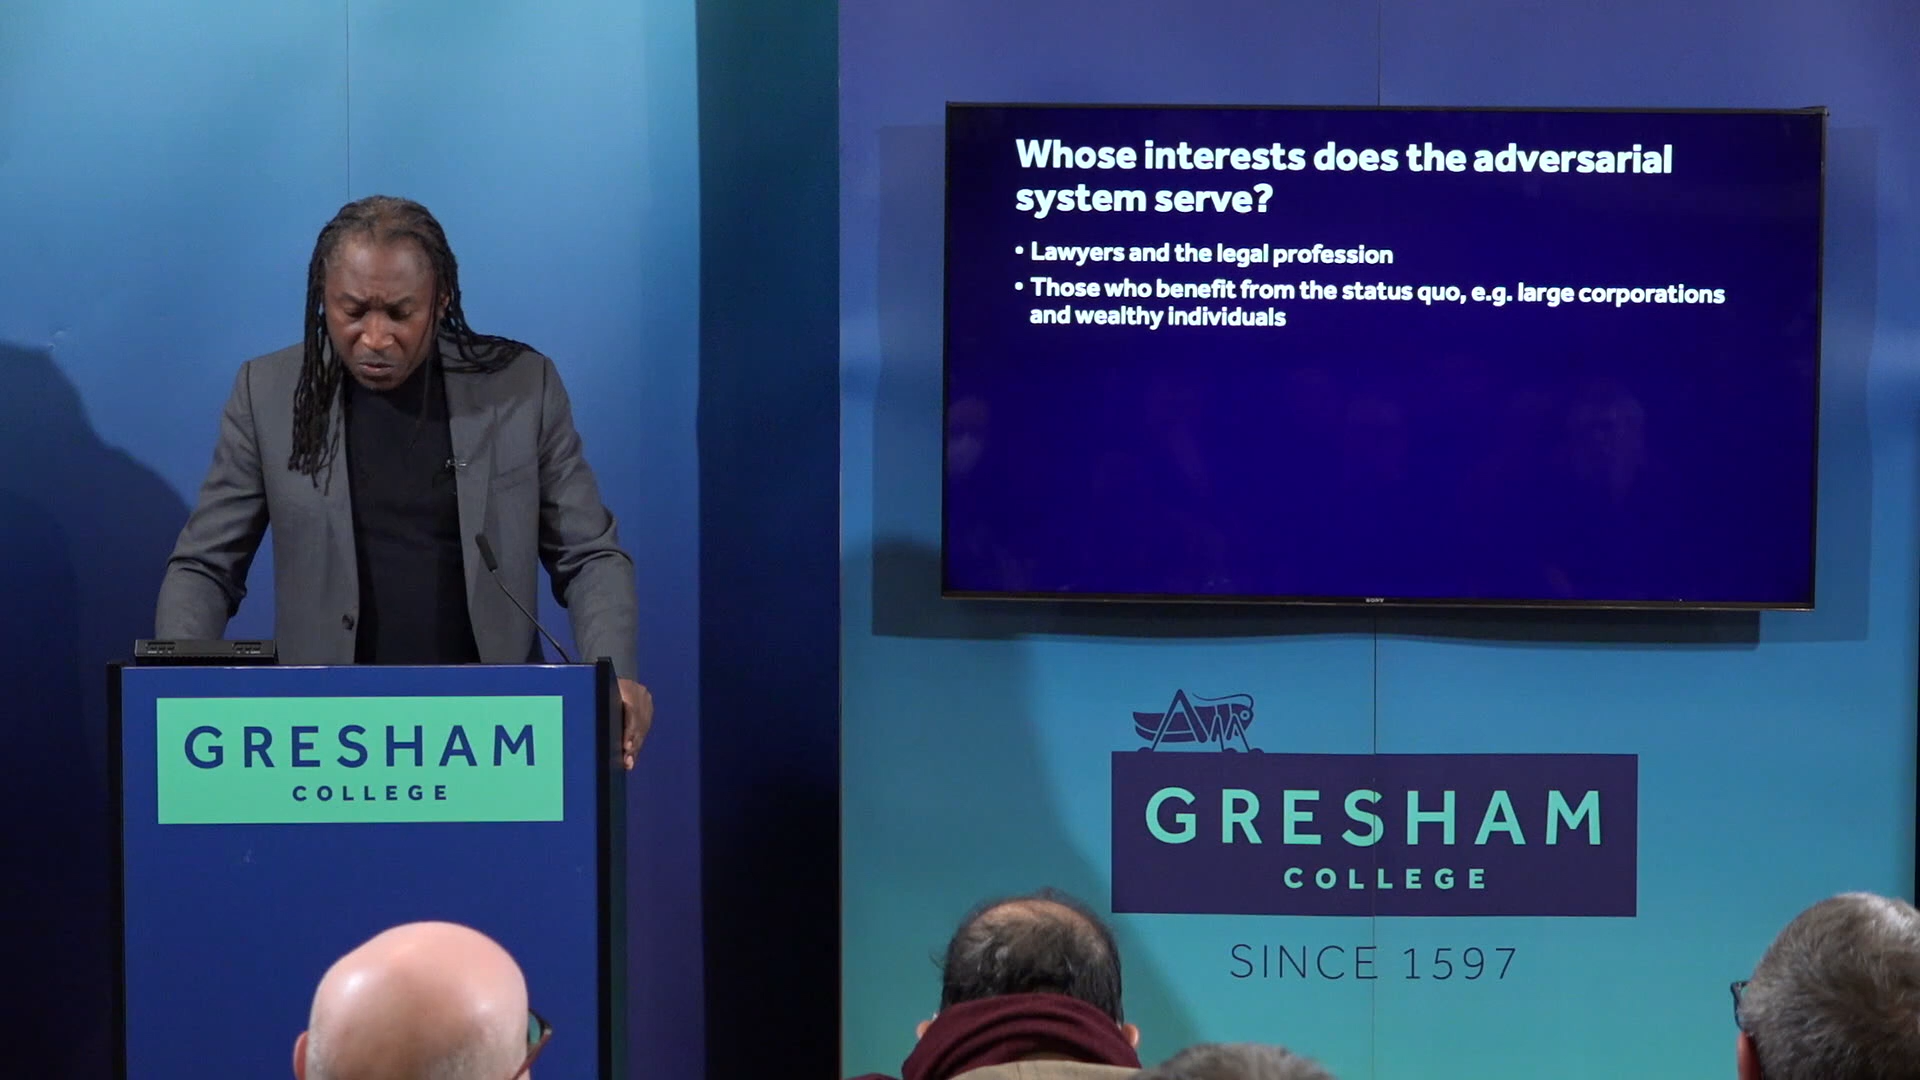 Whose interests does the adversarial
system serve?
• Lawyers and the legal profession
• Those who benefit from the status quo, e.g. large corporations
and wealthy individuals
SONY
GRESHAM
COLLEGE
GRESHAM
COLLEGE
SINCE 1597